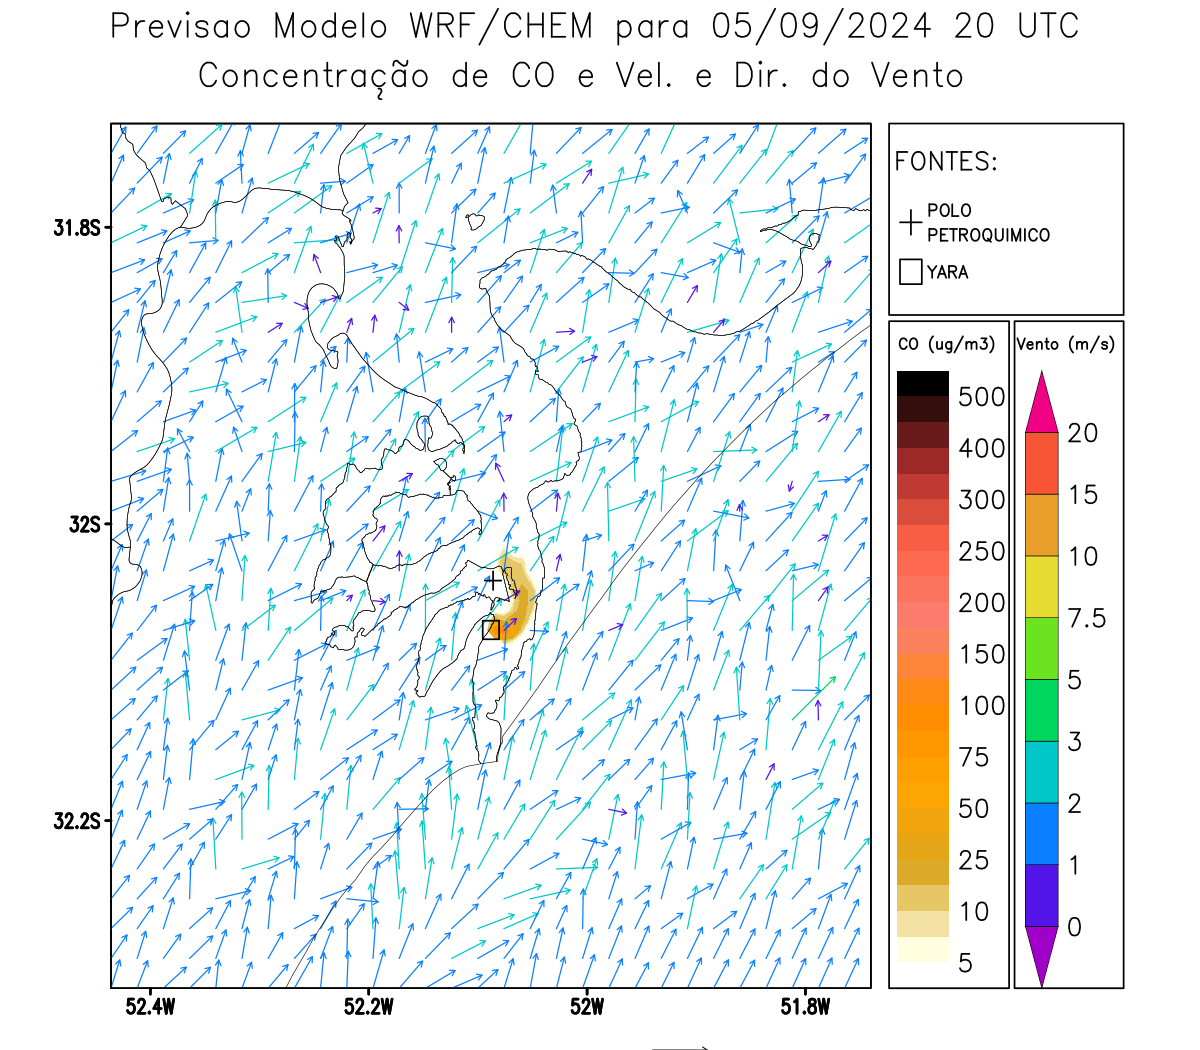 Previsao Modelo WRF/CHEM para 05/09/2024 20 UTC
Concentração de CO e Vel. e Dir. do Vento
FONTES:
POLO
PETROQUIMICO
YARA
31.8S
32S
32.2S
52.4W
52.2W
52W
51.8W
CO (ug/m3)
500
400
300
250
200
150
100
75
50
25
10
5
Vento (m/s)
20
15
10
7.5
5
3
2
1
0